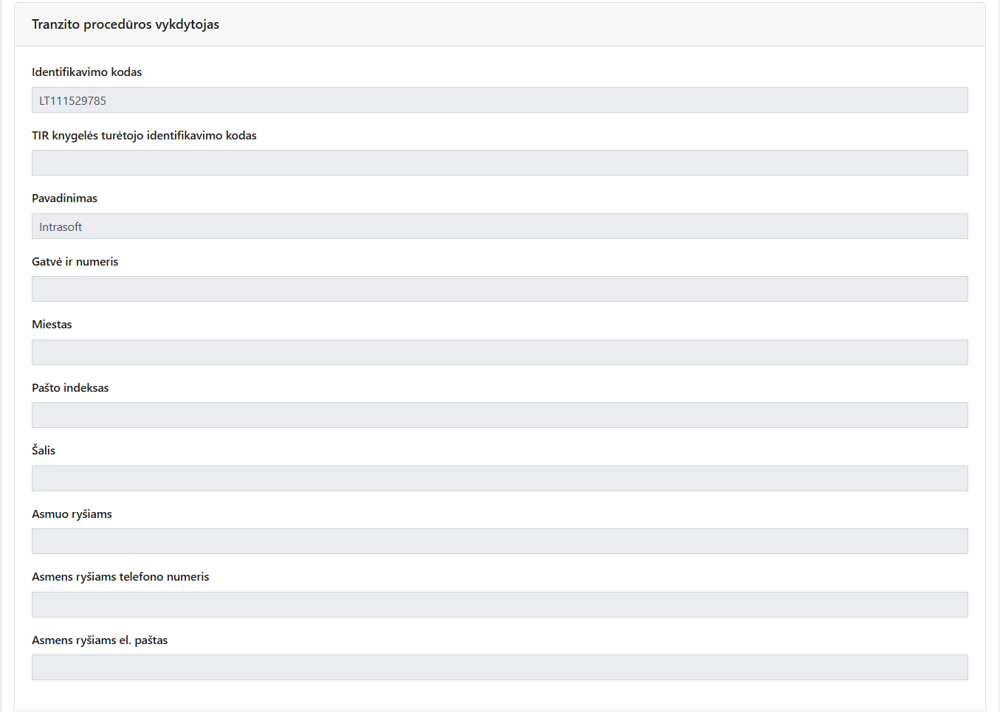 Tranzito procedūros vykdytojas
Identifikavimo kodas
LT111529785
TIR knygelės turėtojo identifikavimo kodas
Pavadinimas
Intrasoft
Gatvė ir numeris
Miestas
Pašto indeksas
Šalis
Asmuo ryšiams
Asmens ryšiams telefono numeris
Asmens ryšiams el. paštas